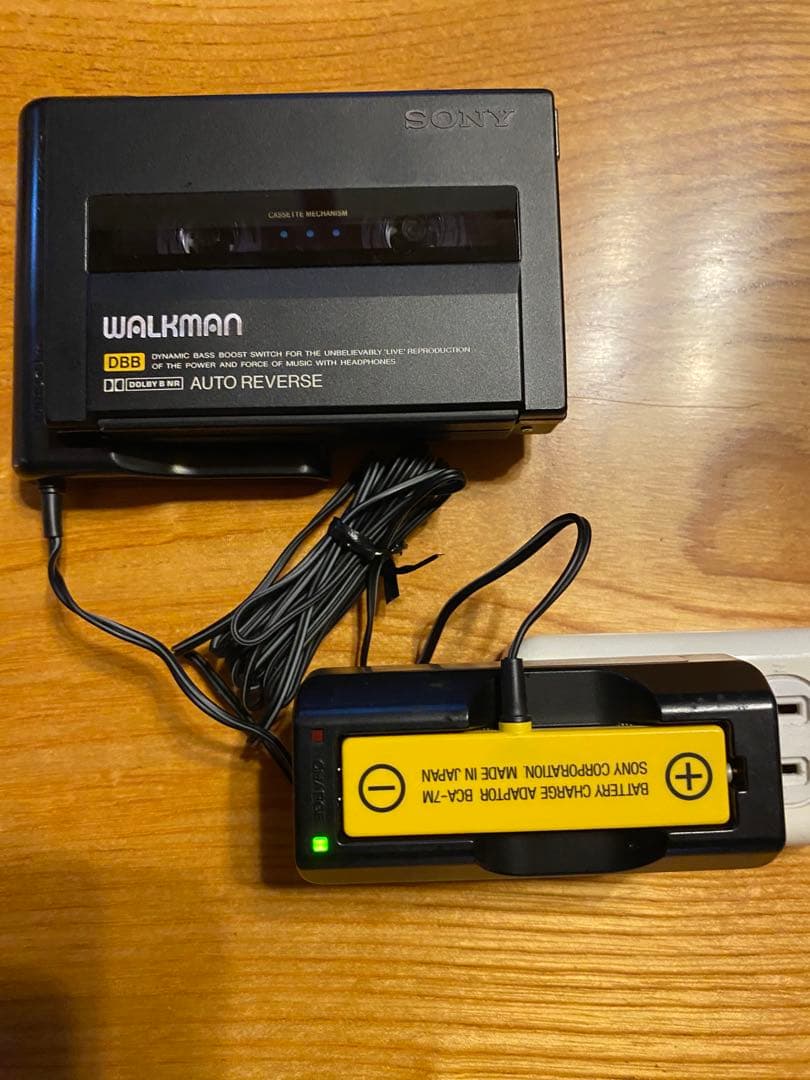 SONY
CASSETTE MECHANISM
WALKMAN
DBB
DYNAMIC BASS BOOST SWITCH FOR THE UNBELIEVABLY 'LIVE' REPRODUCTION
OF THE POWER AND FORCE OF MUSIC WITH HEADPHONES
DOLBY B NR AUTO REVERSE
BATTERY CHARGE ADAPTOR BCA-7M
SONY CORPORATION. MADE IN JAPAN
+
−